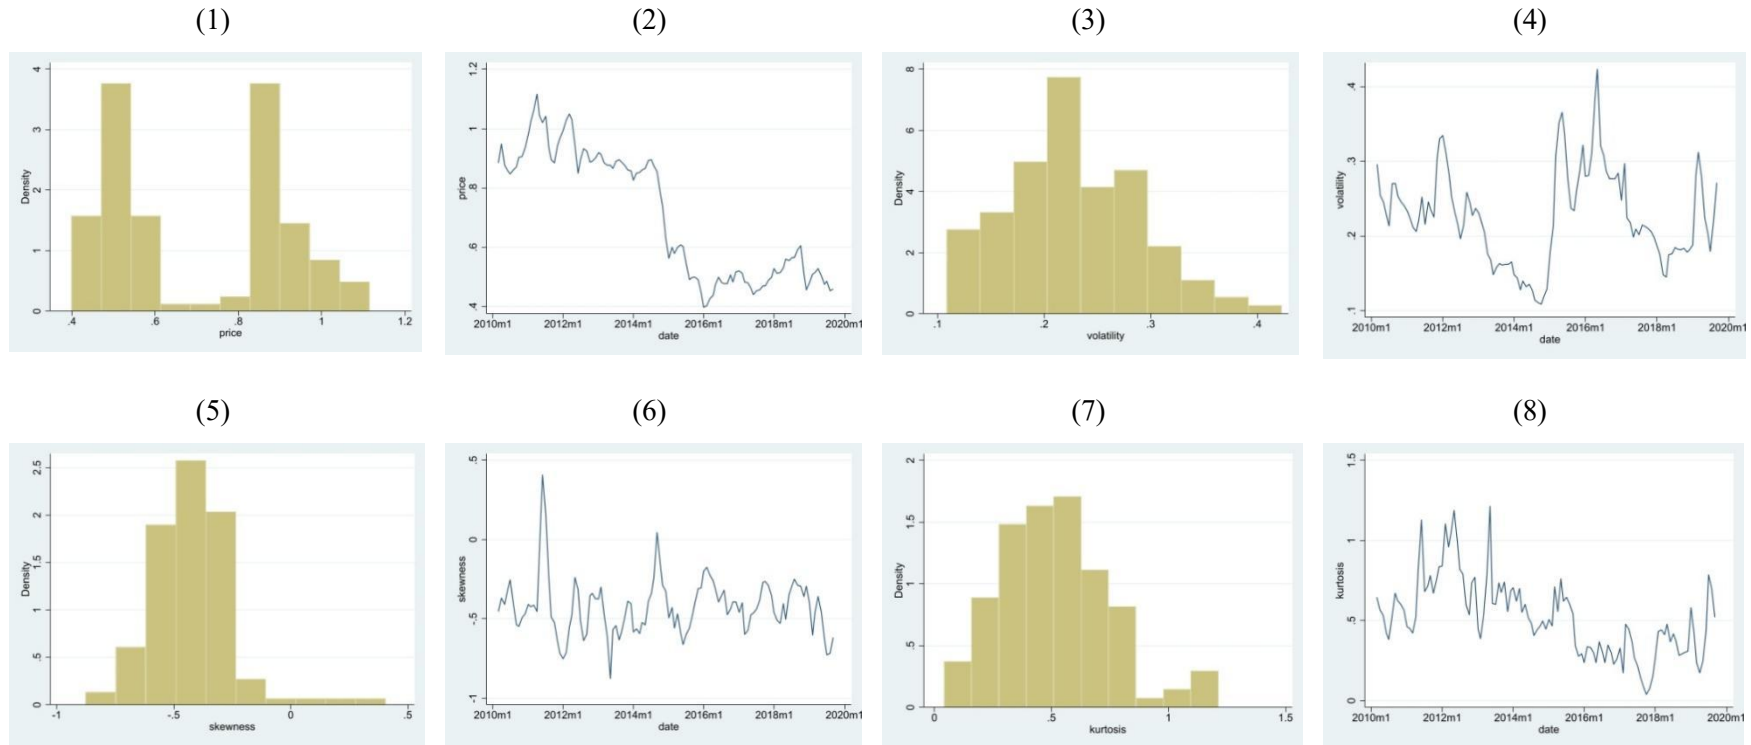 (1)
(2)
(3)
(4)
4
3
2
1
0
Density
.4
.6
.8
1
1.2
price
1.2
1
.8
.6
.4
price
2010m1
2012m1
2014m1
2016m1
2018m1
2020m1
date
8
6
4
2
0
Density
.1
.2
.3
.4
volatility
.4
.3
.2
.1
volatility
2010m1
2012m1
2014m1
2016m1
2018m1
2020m1
date
(5)
(6)
(7)
(8)
2.5
2
1.5
1
.5
0
Density
-1
-.5
0
.5
skewness
.5
0
-.5
-1
skewness
2010m1
2012m1
2014m1
2016m1
2018m1
2020m1
date
2
1.5
1
.5
0
Density
0
.5
1
1.5
kurtosis
1.5
1
.5
0
kurtosis
2010m1
2012m1
2014m1
2016m1
2018m1
2020m1
date